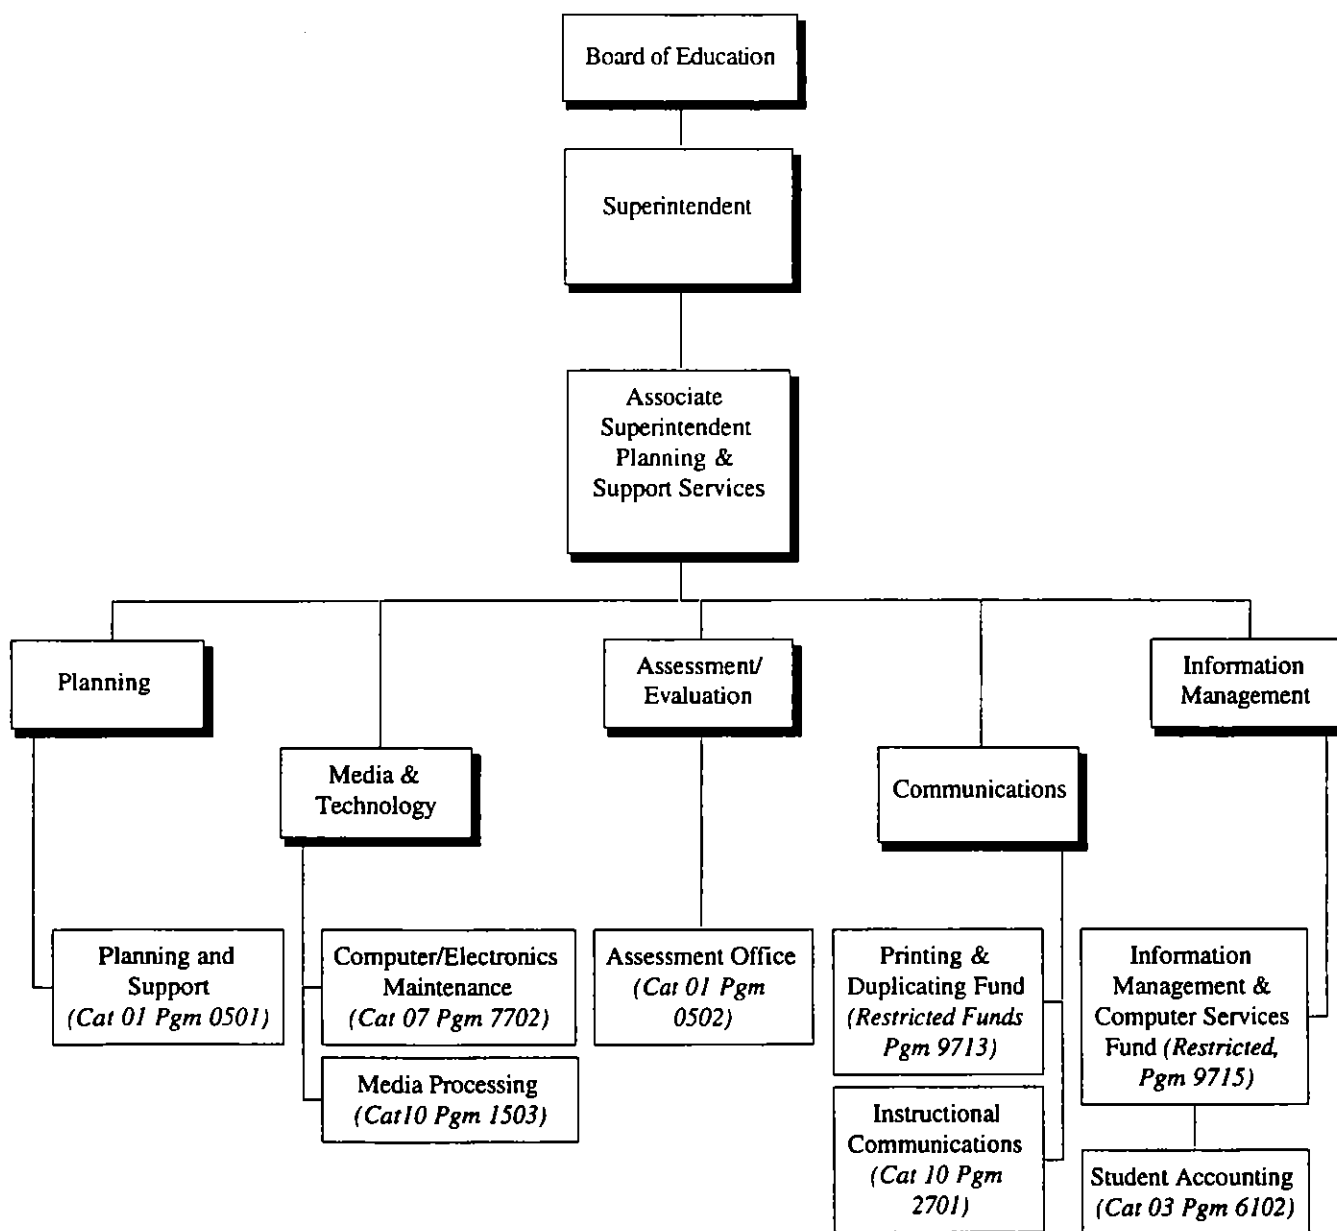 Board of Education
Superintendent
Associate
Superintendent
Planning &
Support Services
Planning
Media &
Technology
Assessment/
Evaluation
Communications
Information
Management
Planning and
Support
(Cat 01 Pgm 0501)
Computer/Electronics
Maintenance
(Cat 07 Pgm 7702)
Media Processing
(Cat10 Pgm 1503)
Assessment Office
(Cat 01 Pgm
0502)
Printing &
Duplicating Fund
(Restricted Funds
Pgm 9713)
Instructional
Communications
(Cat 10 Pgm
2701)
Information
Management &
Computer Services
Fund (Restricted,
Pgm 9715)
Student Accounting
(Cat 03 Pgm 6102)